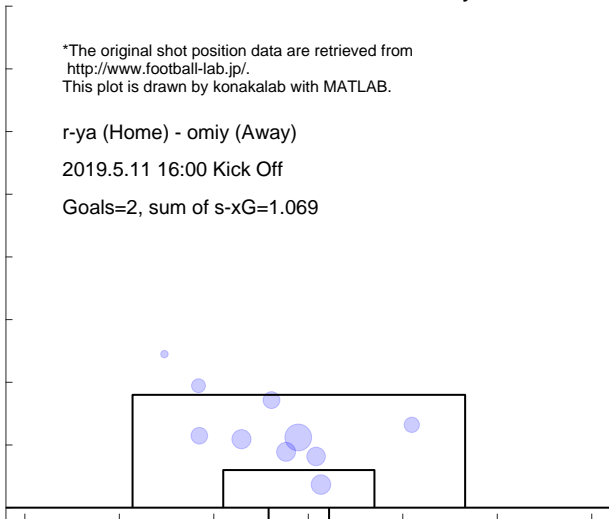 *The original shot position data are retrieved from
http://www.football-lab.jp/.
This plot is drawn by konakalab with MATLAB.
r-ya (Home) - omiy (Away)
2019.5.11 16:00 Kick Off
Goals=2, sum of s-xG=1.069